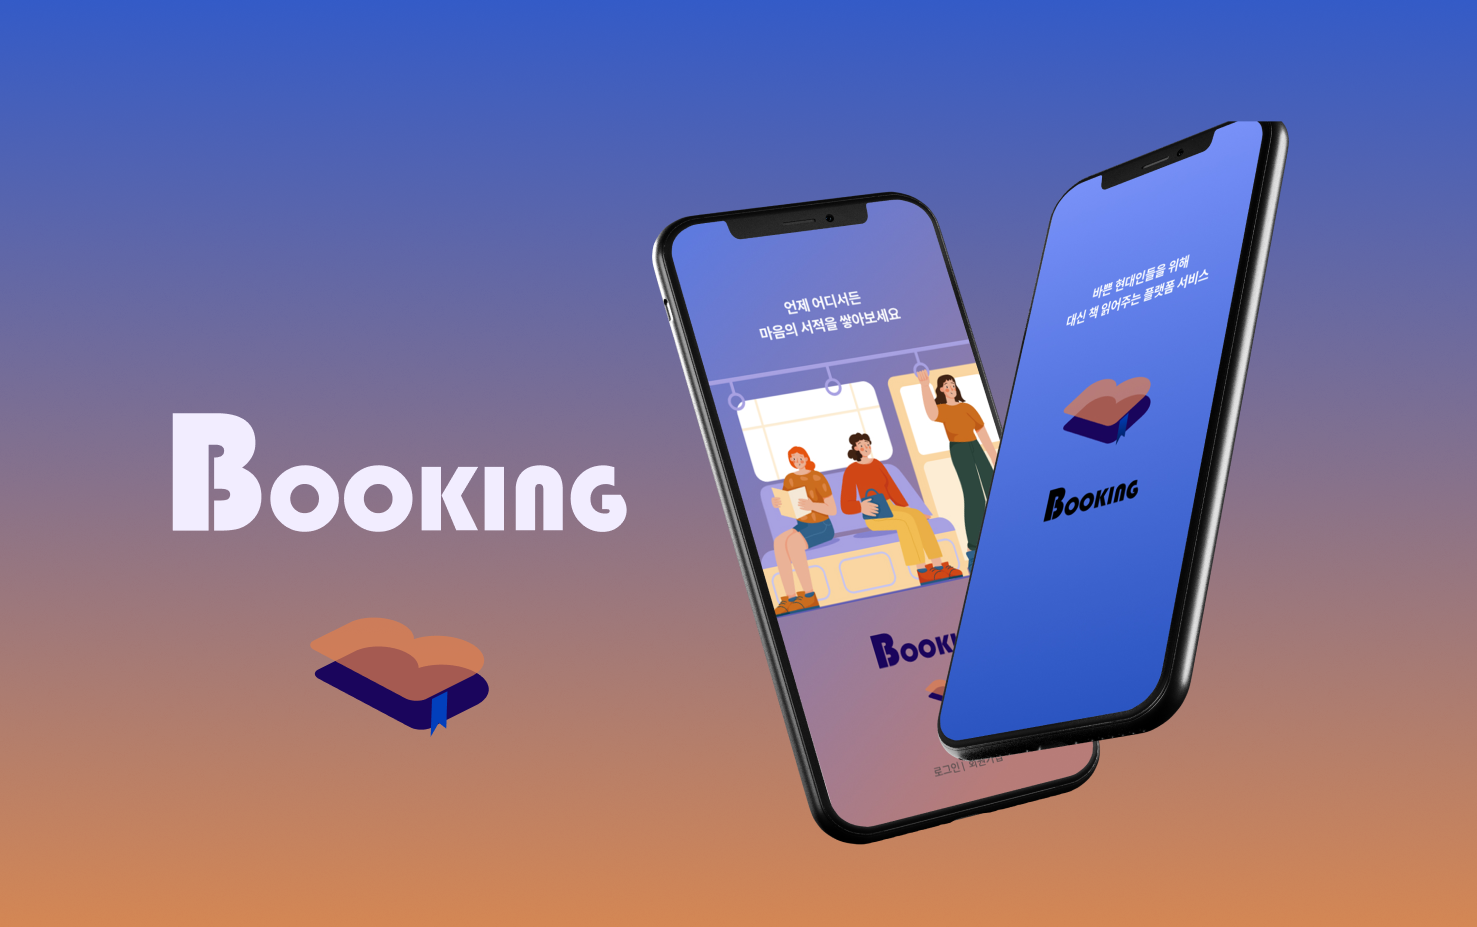 BOOKING
언제 어디서든
마음의 서적을 쌓아보세요
BOOKI
로그인 | 회원가입
바쁜 현대인들을 위해
대신 책 읽어주는 플랫폼 서비스
BOOKING